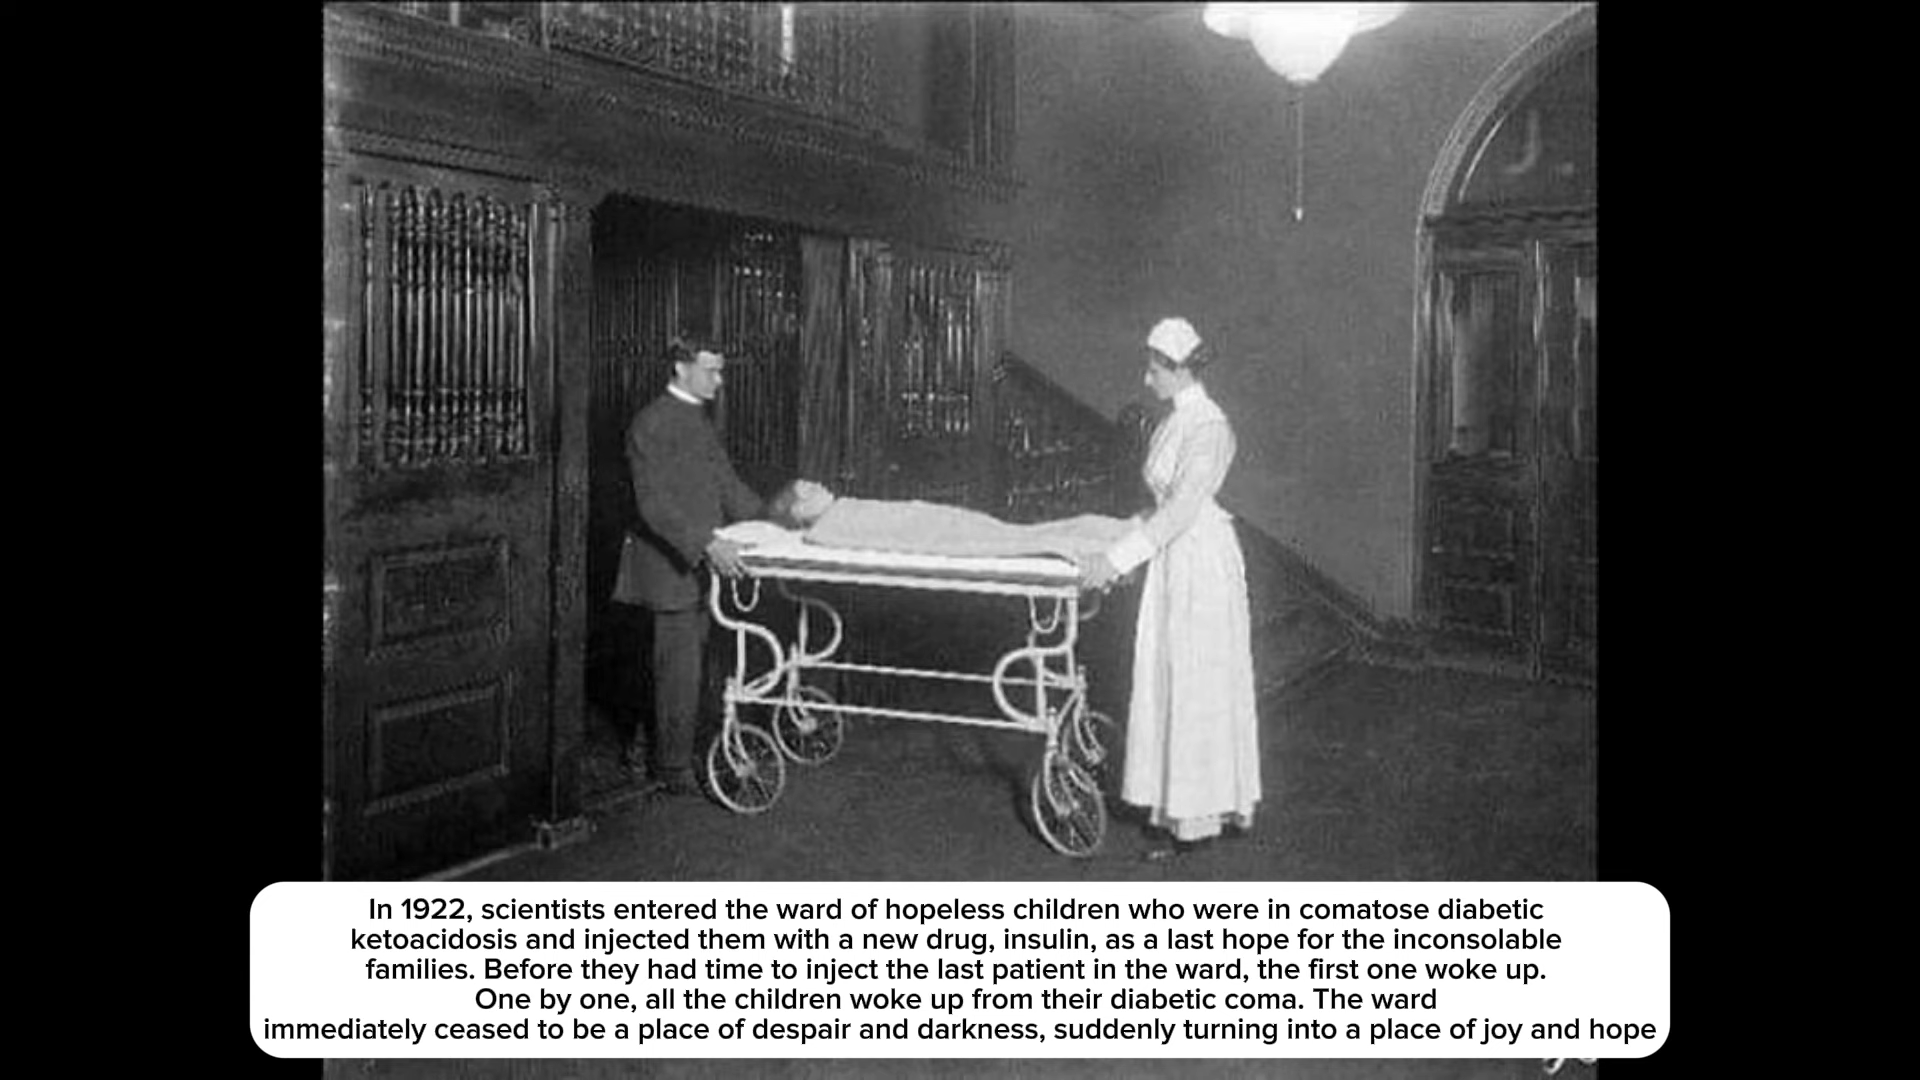 In 1922, scientists entered the ward of hopeless children who were in comatose diabetic
ketoacidosis and injected them with a new drug, insulin, as a last hope for the inconsolable
families. Before they had time to inject the last patient in the ward, the first one woke up.
One by one, all the children woke up from their diabetic coma. The ward
immediately ceased to be a place of despair and darkness, suddenly turning into a place of joy and hope